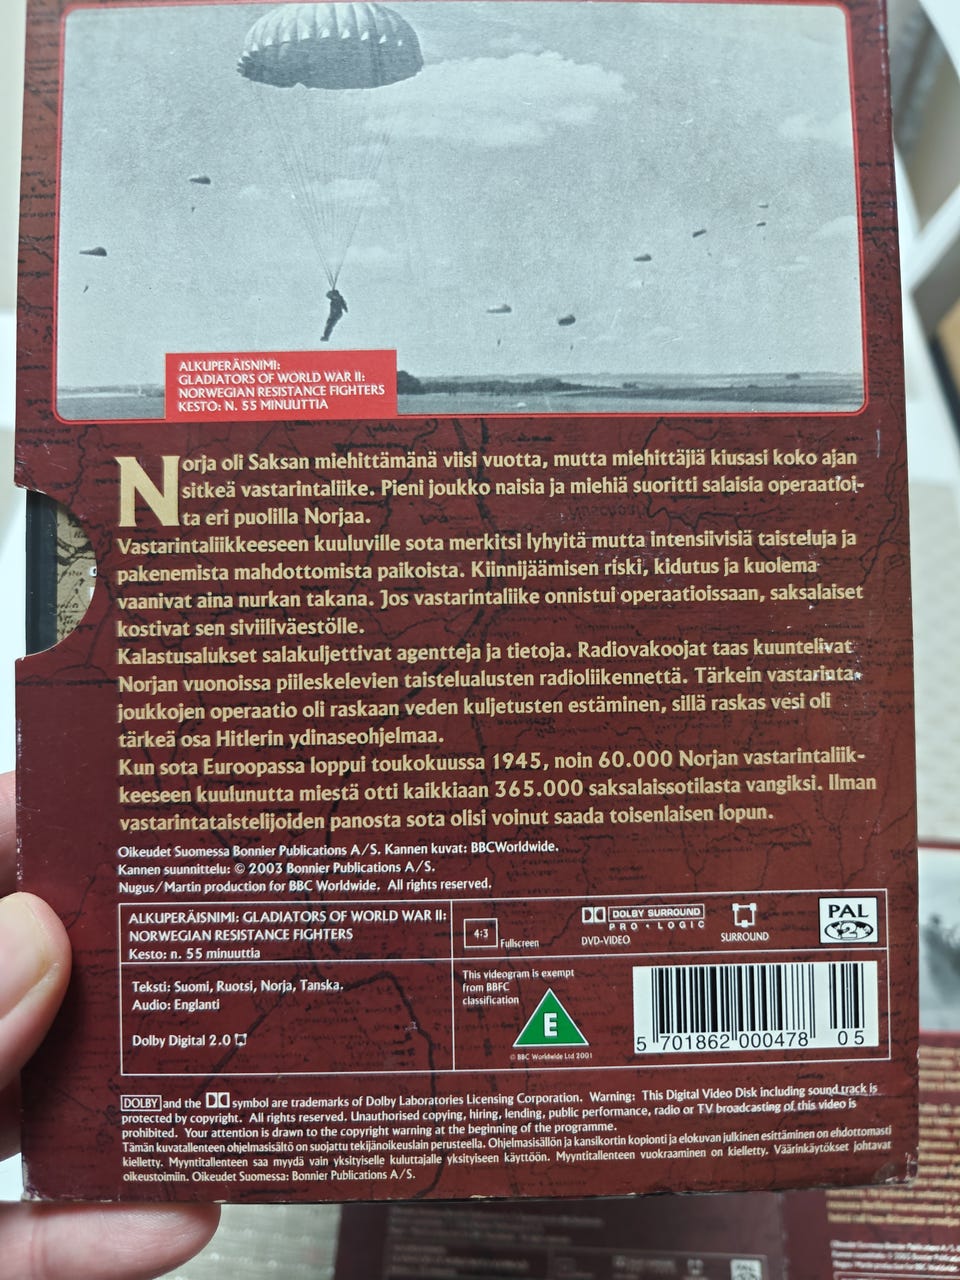 ALKUPERÄISNIMI:
GLADIATORS OF WORLD WAR II:
NORWEGIAN RESISTANCE FIGHTERS
KESTO: N. 55 MINUUTTIA
Norja oli Saksan miehittämänä viisi vuotta, mutta miehittäjiä kiusasi koko ajan
sitkeä vastarintaliike. Pieni joukko naisia ja miehiä suoritti salaisia operaatioi-
ta eri puolilla Norjaa.
Vastarintaliikkeeseen kuuluville sota merkitsi lyhyitä mutta intensiivisiä taisteluja ja
pakenemista mahdottomista paikoista. Kiinnijäämisen riski, kidutus ja kuolema
vaanivat aina nurkan takana. Jos vastarintaliike onnistui operaatioissaan, saksalaiset
kostivat sen siviiliväestölle.
Kalastusalukset salakuljettivat agentteja ja tietoja. Radiovakoojat taas kuuntelivat
Norjan vuonoissa piileskelevien taistelualusten radioliikennettä. Tärkein vastarinta-
joukkojen operaatio oli raskaan veden kuljetusten estäminen, sillä raskas vesi oli
tärkeä osa Hitlerin ydinaseohjelmaa.
Kun sota Euroopassa loppui toukokuussa 1945, noin 60.000 Norjan vastarintaliik-
keeseen kuulunutta miestä otti kaikkiaan 365.000 saksalaissotilasta vangiksi. Ilman
vastarintataistelijoiden panosta sota olisi voinut saada toisenlaisen lopun.
Oikeudet Suomessa Bonnier Publications A/S. Kannen kuvat: BBCWorldwide.
Kannen suunnittelu: © 2003 Bonnier Publications A/S.
Nugus/Martin production for BBC Worldwide. All rights reserved.
ALKUPERÄISNIMI: GLADIATORS OF WORLD WAR II:
NORWEGIAN RESISTANCE FIGHTERS
Kesto: n. 55 minuuttia
4:3 Fullscreen
DOLBY SURROUND
PRO • LOGIC
DVD-VIDEO
SURROUND
PAL
2
Teksti: Suomi, Ruotsi, Norja, Tanska.
Audio: Englanti
Dolby Digital 2.0
This videogram is exempt
from BBFC
classification
E
© BBC Worldwide Ltd 2001
5 701862 000478 05
DOLBY and the symbol are trademarks of Dolby Laboratories Licensing Corporation. Warning: This Digital Video Disk including sound track is
protected by copyright. All rights reserved. Unauthorised copying, hiring, lending, public performance, radio or TV broadcasting of this video is
prohibited. Your attention is drawn to the copyright warning at the beginning of the programme.
Tämän kuvatallenteen ohjelmasisältö on suojattu tekijänoikeuslain perusteella. Ohjelmasisällön ja kansikortin kopionti ja elokuvan julkinen esittäminen on ehdottomasti
kielletty. Myyntitallenteen saa myydä vain yksityiselle kuluttajalle yksityiseen käyttöön. Myyntitallenteen vuokraaminen on kielletty. Väärinkäytökset johtavat
oikeustoimiin. Oikeudet Suomessa: Bonnier Publications A/S.